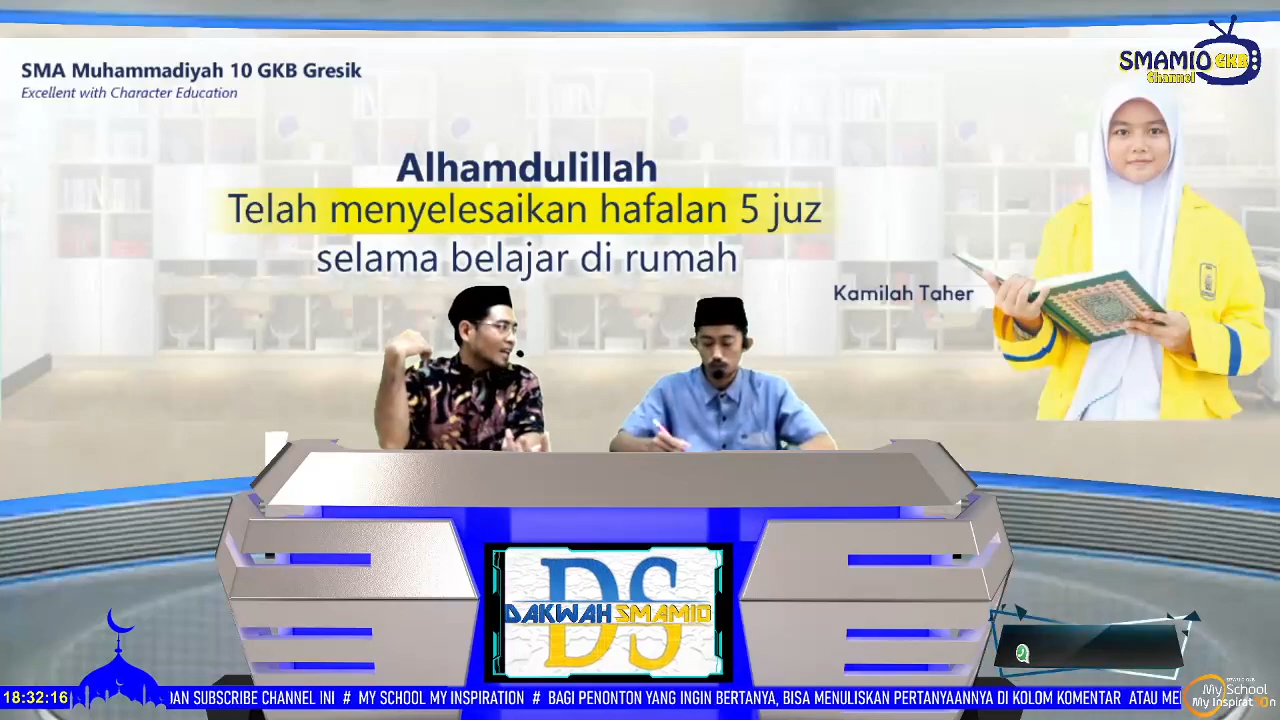 SMA Muhammadiyah 10 GKB Gresik
Excellent with Character Education
SMAMIO GKB
Channel
Alhamdulillah
Telah menyelesaikan hafalan 5 juz
selama belajar di rumah
Kamilah Taher
DS
DAKWAH SMAMIO
18:32:16
DAN SUBSCRIBE CHANNEL INI # MY SCHOOL MY INSPIRATION # BAGI PENONTON YANG INGIN BERTANYA, BISA MENULISKAN PERTANYAANNYA DI KOLOM KOMENTAR ATAU ME
My School
My Inspirat10n